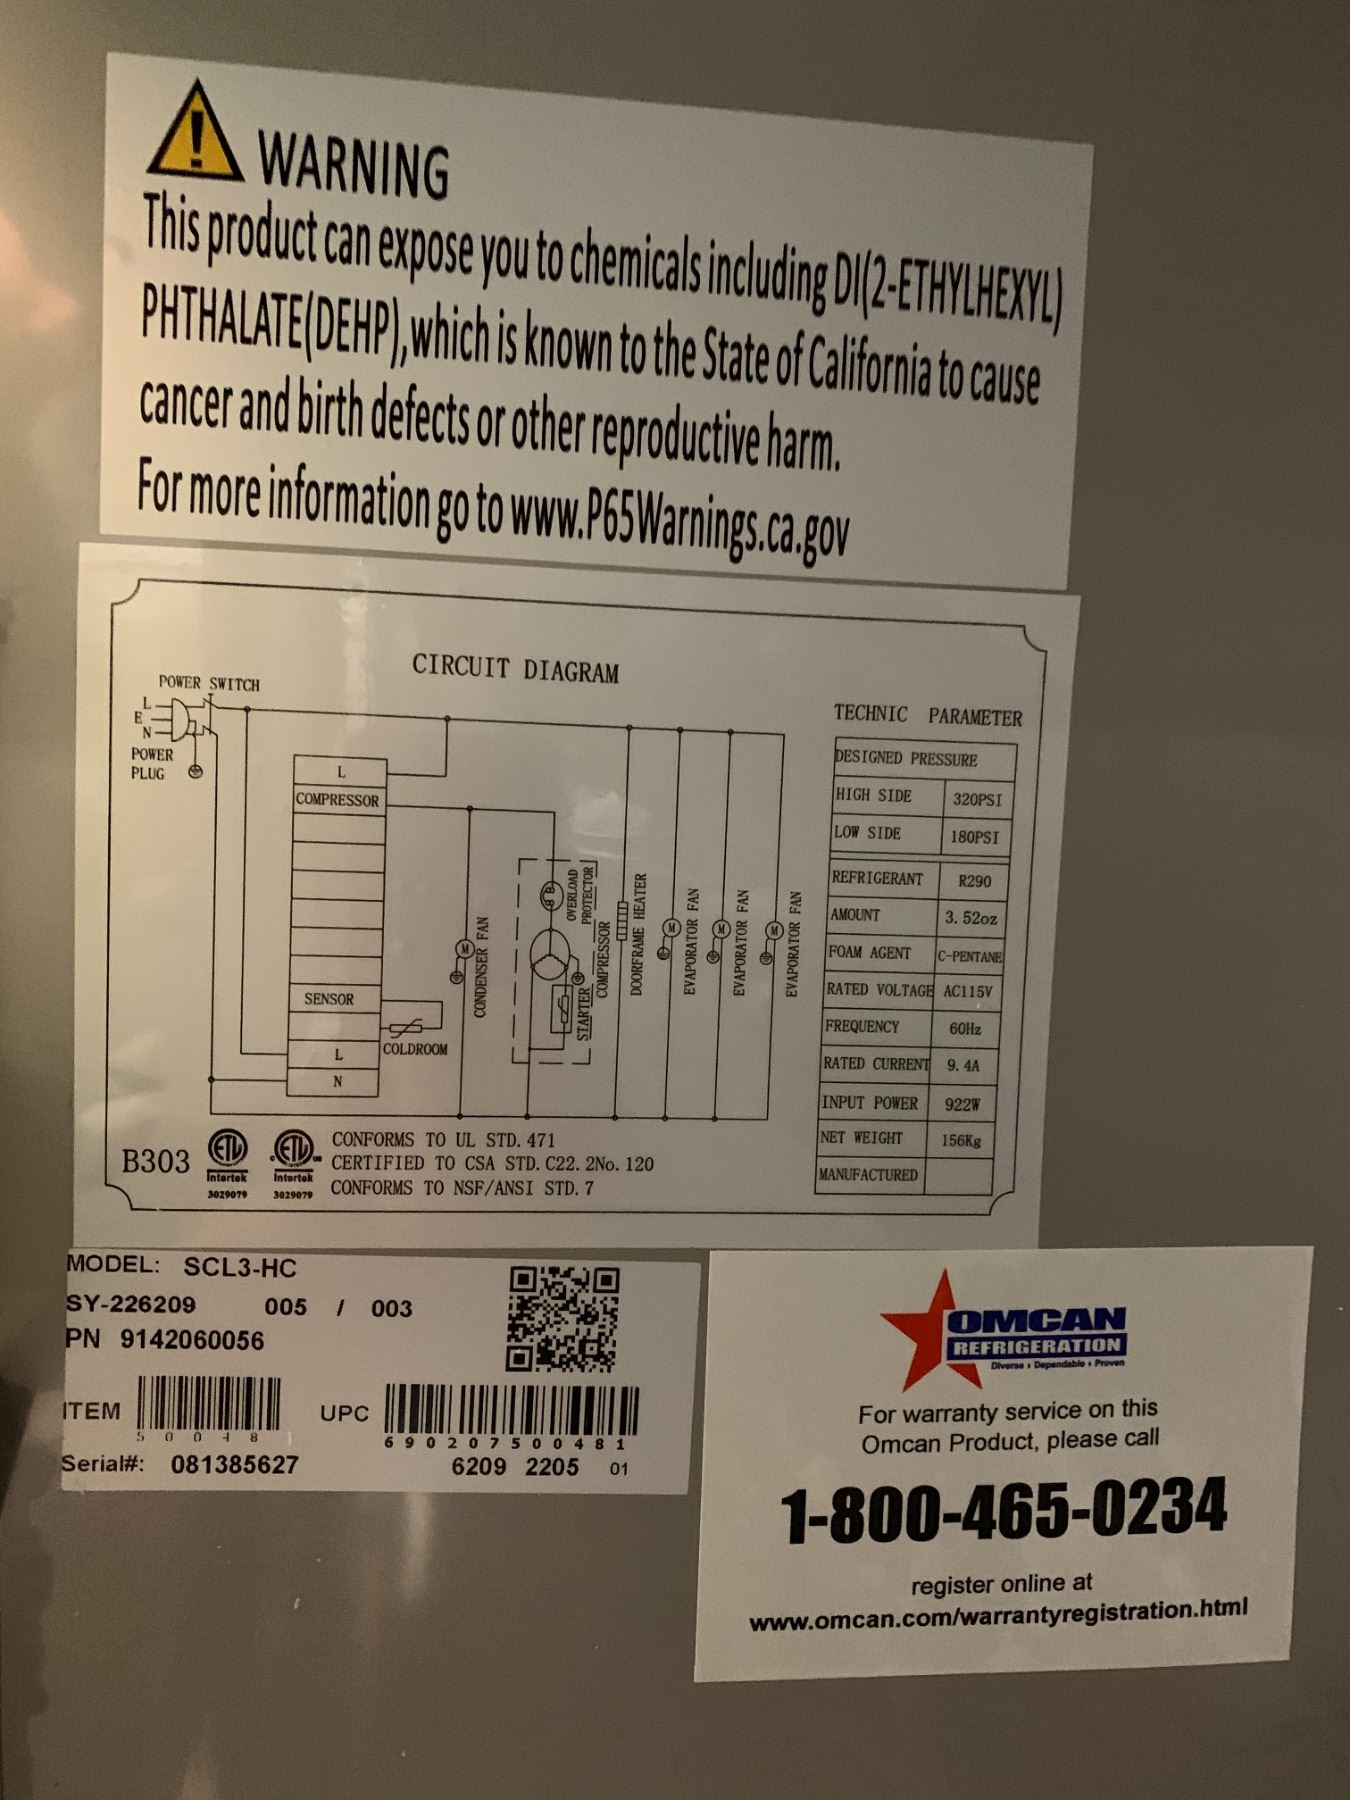 WARNING
This product can expose you to chemicals including DI(2-ETHYLHEXYL)
PHTHALATE(DEHP),which is known to the State of California to cause
cancer and birth defects or other reproductive harm.
For more information go to www.P65Warnings.ca.gov
CIRCUIT DIAGRAM
POWER SWITCH
L
E
N
POWER
PLUG
L
COMPRESSOR
SENSOR
L
N
COLDROOM
M
CONDENSER FAN
OVERLOAD
PROTECTOR
STARTER
COMPRESSOR
DOORFRAME HEATER
M
EVAPORATOR FAN
M
EVAPORATOR FAN
M
EVAPORATOR FAN
TECHNIC PARAMETER
DESIGNED PRESSURE
HIGH SIDE 320PSI
LOW SIDE 180PSI
REFRIGERANT R290
AMOUNT 3.52oz
FOAM AGENT C-PENTANE
RATED VOLTAGE AC115V
FREQUENCY 60Hz
RATED CURRENT 9.4A
INPUT POWER 922W
NET WEIGHT 156Kg
MANUFACTURED
B303
ETL
Intertek
3029079
c ETL us
Intertek
3029079
CONFORMS TO UL STD.471
CERTIFIED TO CSA STD.C22.2No.120
CONFORMS TO NSF/ANSI STD.7
MODEL: SCL3-HC
SY-226209 005 / 003
PN 9142060056
ITEM
50048
UPC
690207500481
Serial#: 081385627
6209 2205 01
OMCAN
REFRIGERATION
Diverse • Dependable • Proven
For warranty service on this
Omcan Product, please call
1-800-465-0234
register online at
www.omcan.com/warrantyregistration.html